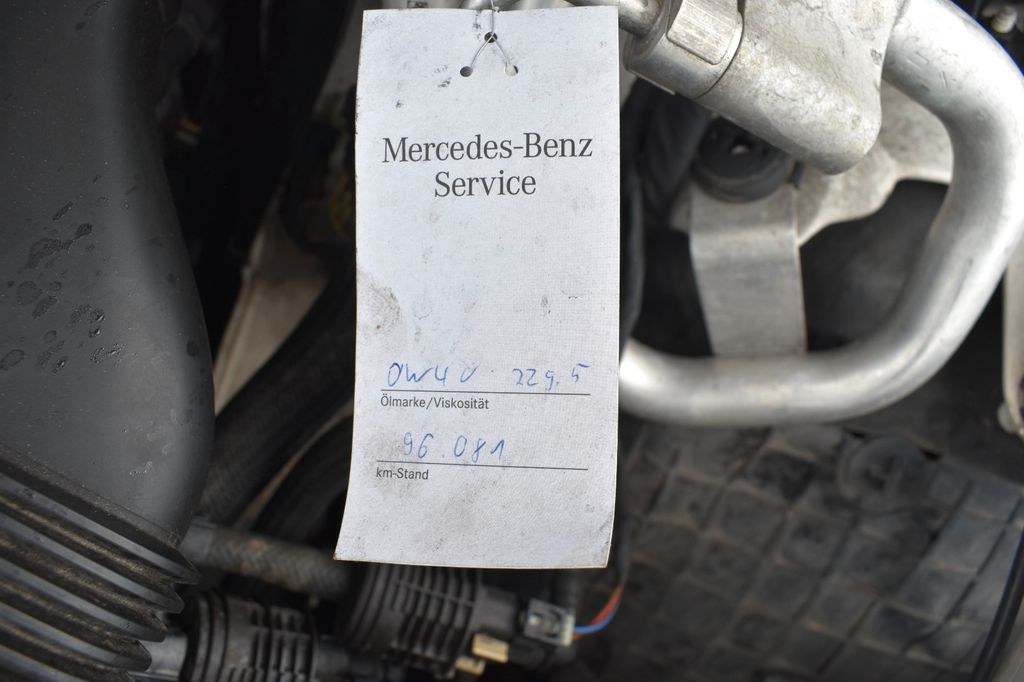 Mercedes-Benz
Service
0W40 229.5
Ölmarke/Viskosität
96.081
km-Stand